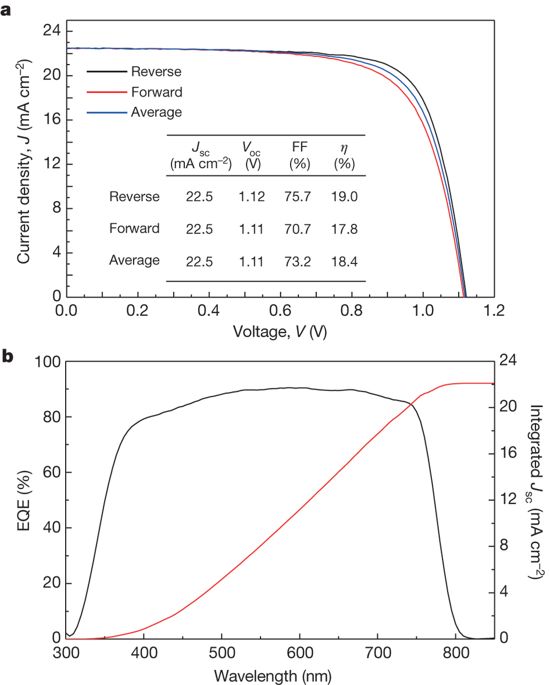 a
24
20
16
12
8
4
0
Current density, J (mA cm–2)
Reverse
Forward
Average
Jsc Voc FF η
(mA cm–2) (V) (%) (%)
Reverse 22.5 1.12 75.7 19.0
Forward 22.5 1.11 70.7 17.8
Average 22.5 1.11 73.2 18.4
0.0 0.2 0.4 0.6 0.8 1.0 1.2
Voltage, V (V)
b
100
80
60
40
20
0
EQE (%)
24
20
16
12
8
4
0
Integrated Jsc (mA cm–2)
300 400 500 600 700 800
Wavelength (nm)